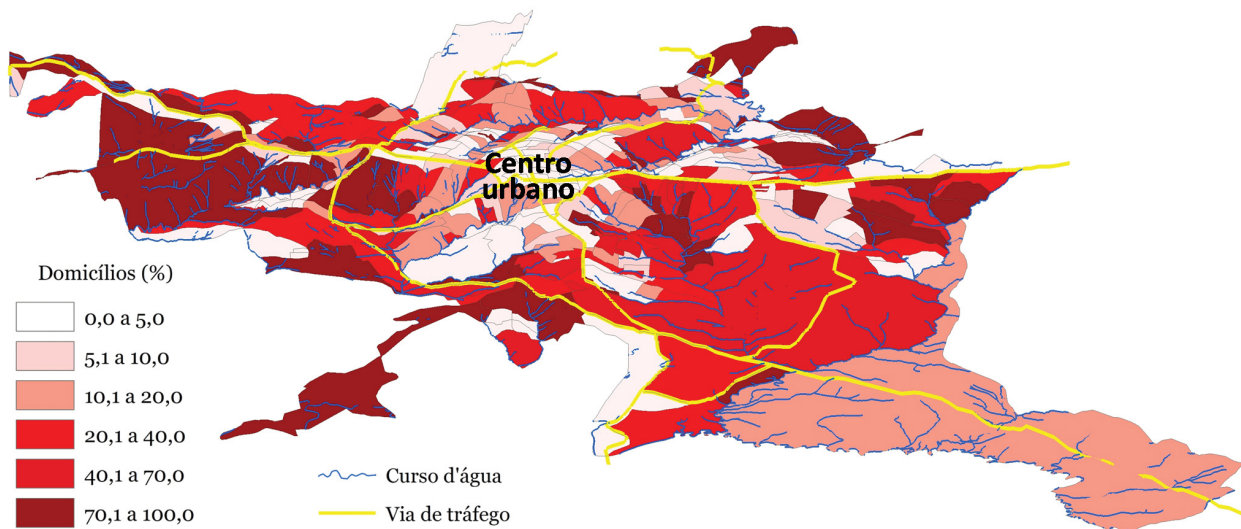 Centro
urbano
Domicílios (%)
0,0 a 5,0
5,1 a 10,0
10,1 a 20,0
20,1 a 40,0
40,1 a 70,0
70,1 a 100,0
Curso d'água
Via de tráfego